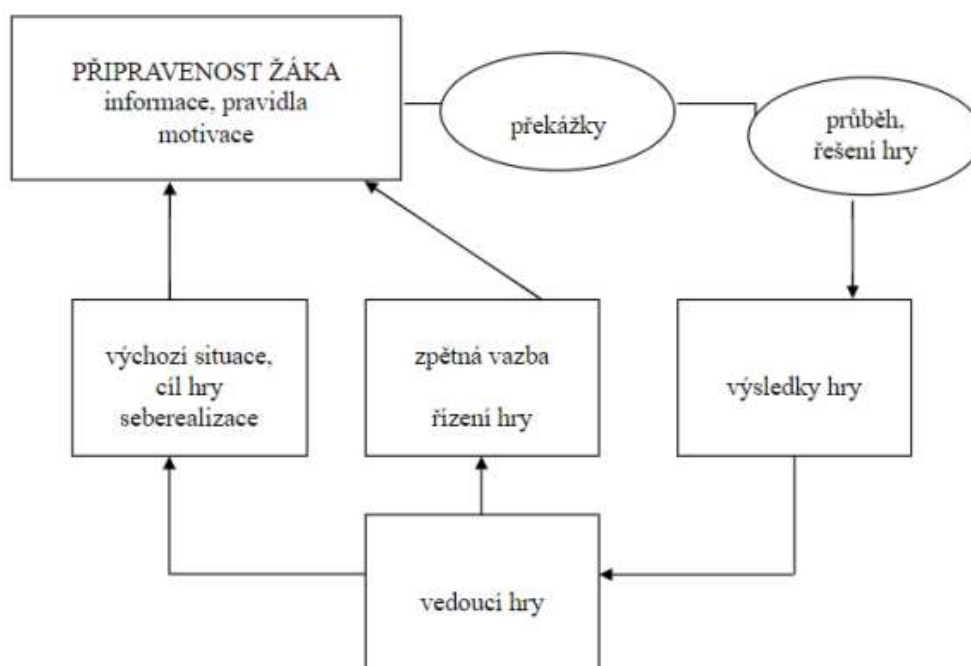 PŘIPRAVENOST ŽÁKA
informace, pravidla
motivace
překážky
průběh,
řešení hry
výchozí situace,
cíl hry
seberealizace
zpětná vazba
řízení hry
výsledky hry
vedoucí hry